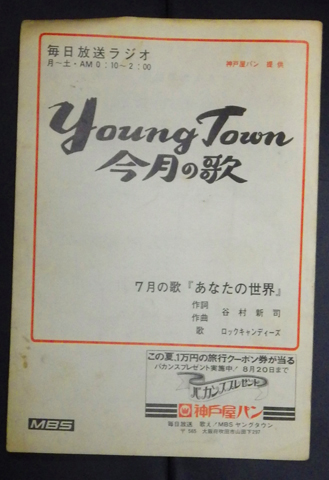 毎日放送ラジオ
月〜土・AM0:10〜2:00
神戸屋パン 提供
Young Town
今月の歌
7月の歌『あなたの世界』
作詞
作曲 谷村新司
歌 ロックキャンディーズ
この夏、1万円の旅行クーポン券が当る
バカンスプレゼント実施中! 8月20日まで
バカンスプレゼント
神戸屋パン
MBS
毎日放送 歌え!MBSヤングタウン